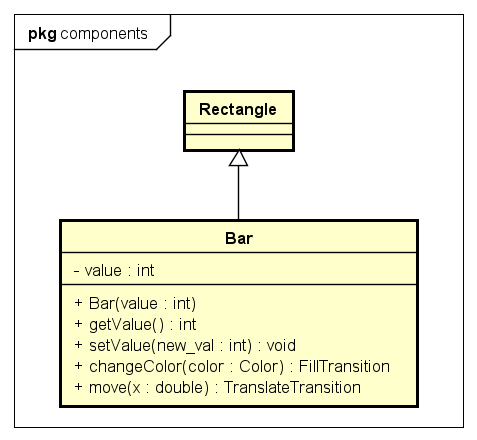 pkg components
Rectangle
Bar
- value : int
+ Bar(value : int)
+ getValue() : int
+ setValue(new_val : int) : void
+ changeColor(color : Color) : FillTransition
+ move(x : double) : TranslateTransition